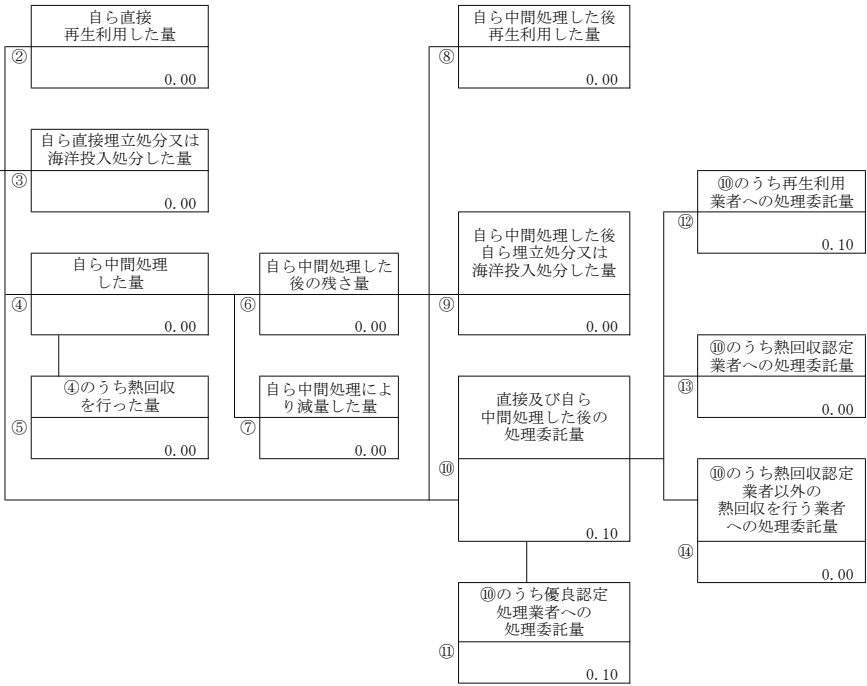 自ら直接
再生利用した量
②
0.00
自ら直接埋立処分又は
海洋投入処分した量
③
0.00
自ら中間処理
した量
④
0.00
④のうち熱回収
を行った量
⑤
0.00
自ら中間処理した
後の残さ量
⑥
0.00
自ら中間処理によ
り減量した量
⑦
0.00
自ら中間処理した後
再生利用した量
⑧
0.00
自ら中間処理した後
自ら埋立処分又は
海洋投入処分した量
⑨
0.00
直接及び自ら
中間処理した後の
処理委託量
⑩
0.10
⑩のうち優良認定
処理業者への
処理委託量
⑪
0.10
⑩のうち再生利用
業者への処理委託量
⑫
0.10
⑩のうち熱回収認定
業者への処理委託量
⑬
0.00
⑩のうち熱回収認定
業者以外の
熱回収を行う業者
への処理委託量
⑭
0.00